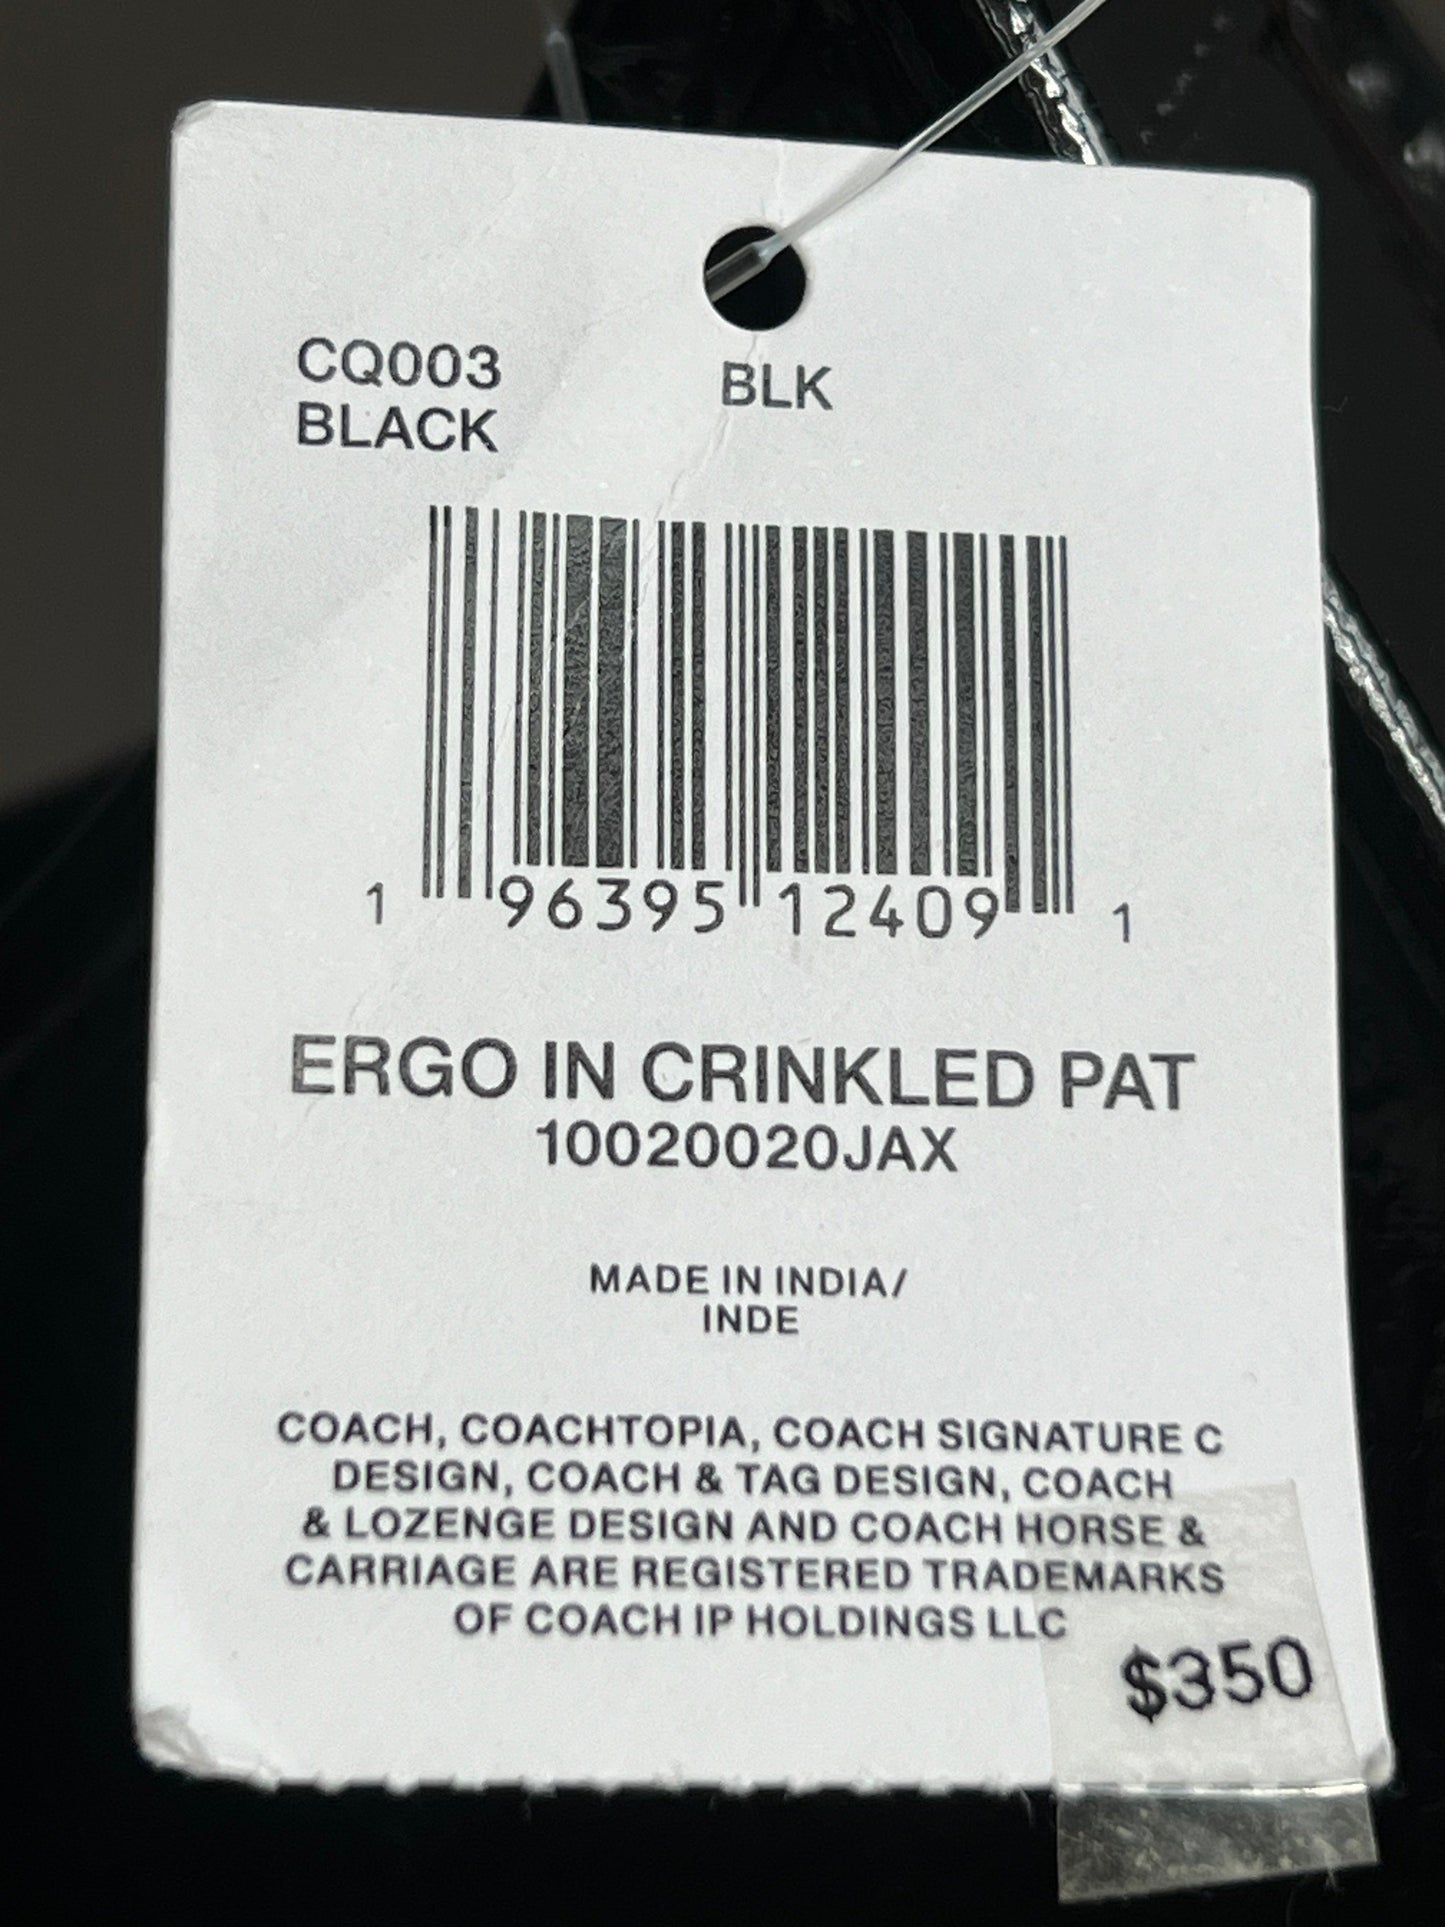 CQ003
BLACK
BLK
1 96395 12409 1
ERGO IN CRINKLED PAT
10020020JAX
MADE IN INDIA/
INDE
COACH, COACHTOPIA, COACH SIGNATURE C
DESIGN, COACH & TAG DESIGN, COACH
& LOZENGE DESIGN AND COACH HORSE &
CARRIAGE ARE REGISTERED TRADEMARKS
OF COACH IP HOLDINGS LLC
$350